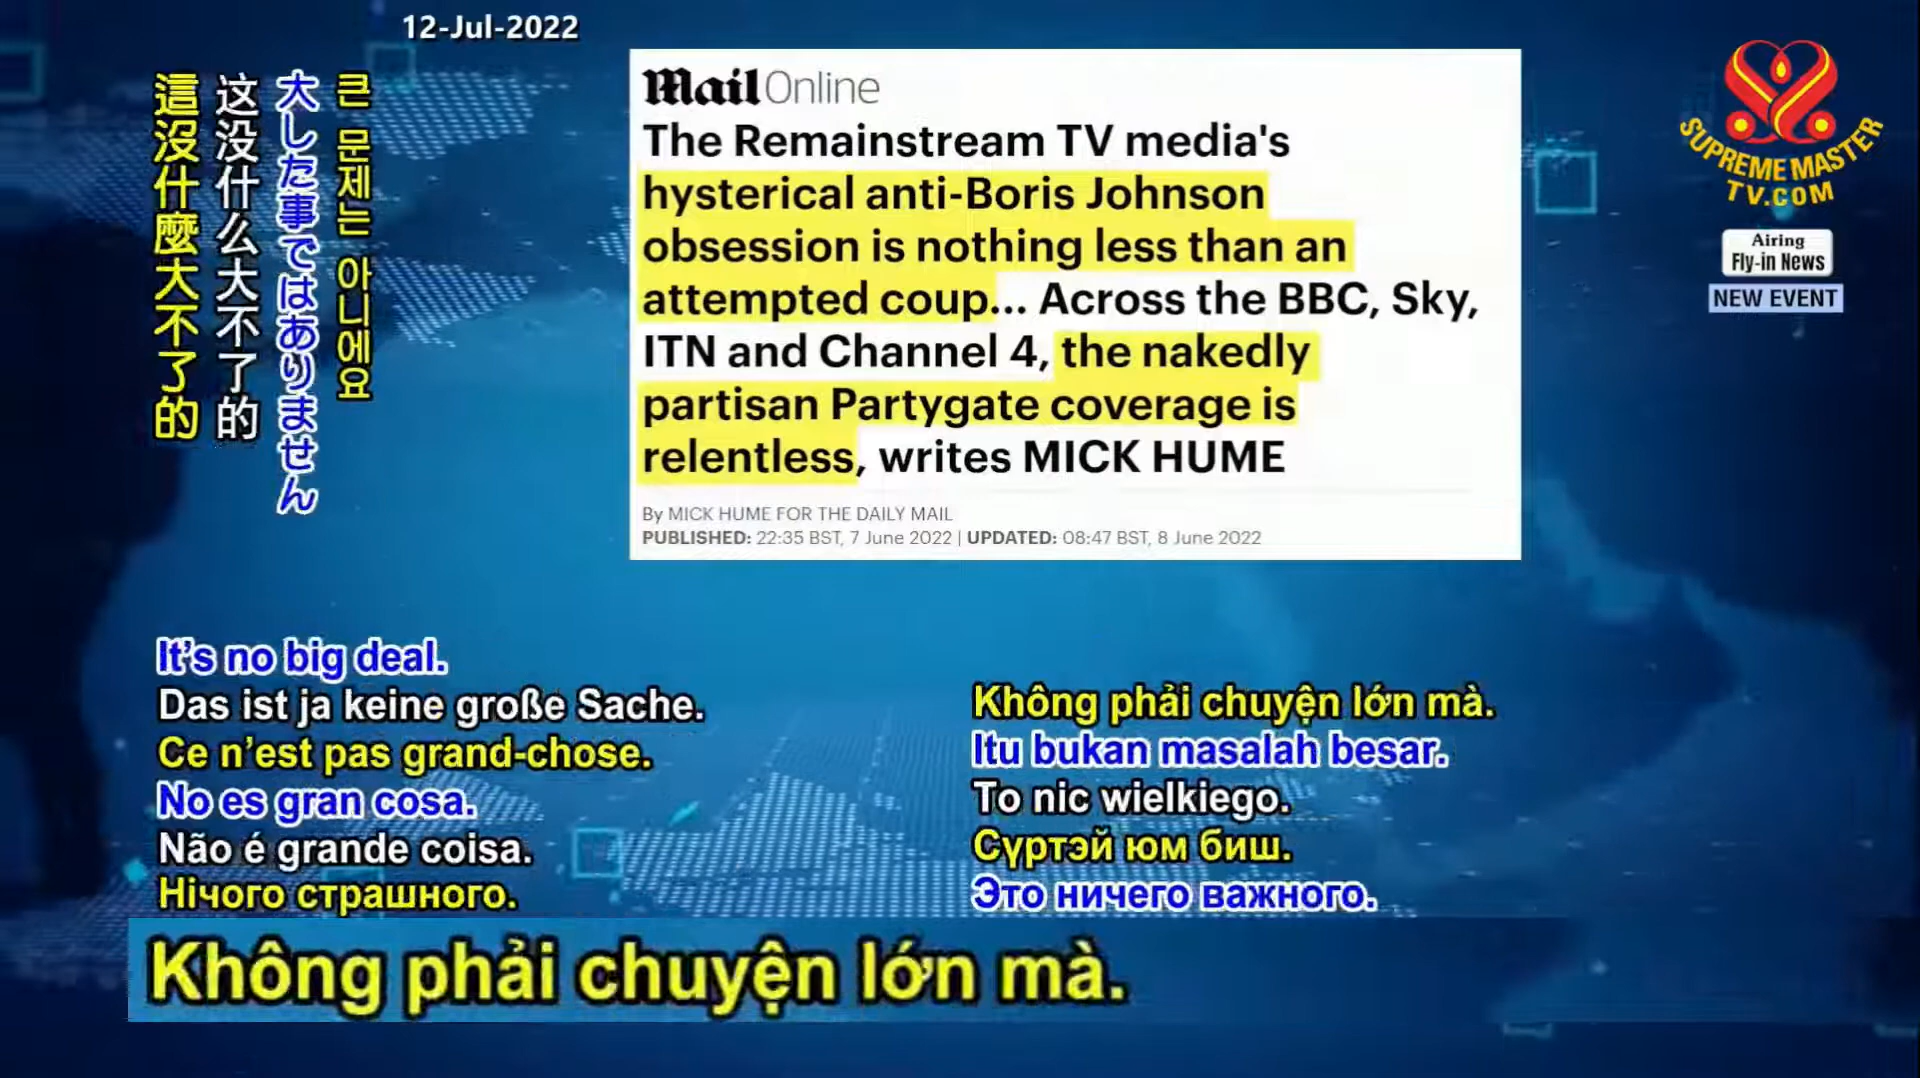 12-Jul-2022
Mail Online
The Remainstream TV media's
hysterical anti-Boris Johnson
obsession is nothing less than an
attempted coup... Across the BBC, Sky,
ITN and Channel 4, the nakedly
partisan Partygate coverage is
relentless, writes MICK HUME
By MICK HUME FOR THE DAILY MAIL
PUBLISHED: 22:35 BST, 7 June 2022 | UPDATED: 08:47 BST, 8 June 2022
SUPREME MASTER
TV.COM
Airing
Fly-in News
NEW EVENT
큰 문제는 아니에요
大した事ではありません
这没什么大不了的
這沒什麼大不了的
It's no big deal.
Das ist ja keine große Sache.
Ce n'est pas grand-chose.
No es gran cosa.
Não é grande coisa.
Нічого страшного.
Không phải chuyện lớn mà.
Itu bukan masalah besar.
To nic wielkiego.
Сүртэй юм биш.
Это ничего важного.
Không phải chuyện lớn mà.